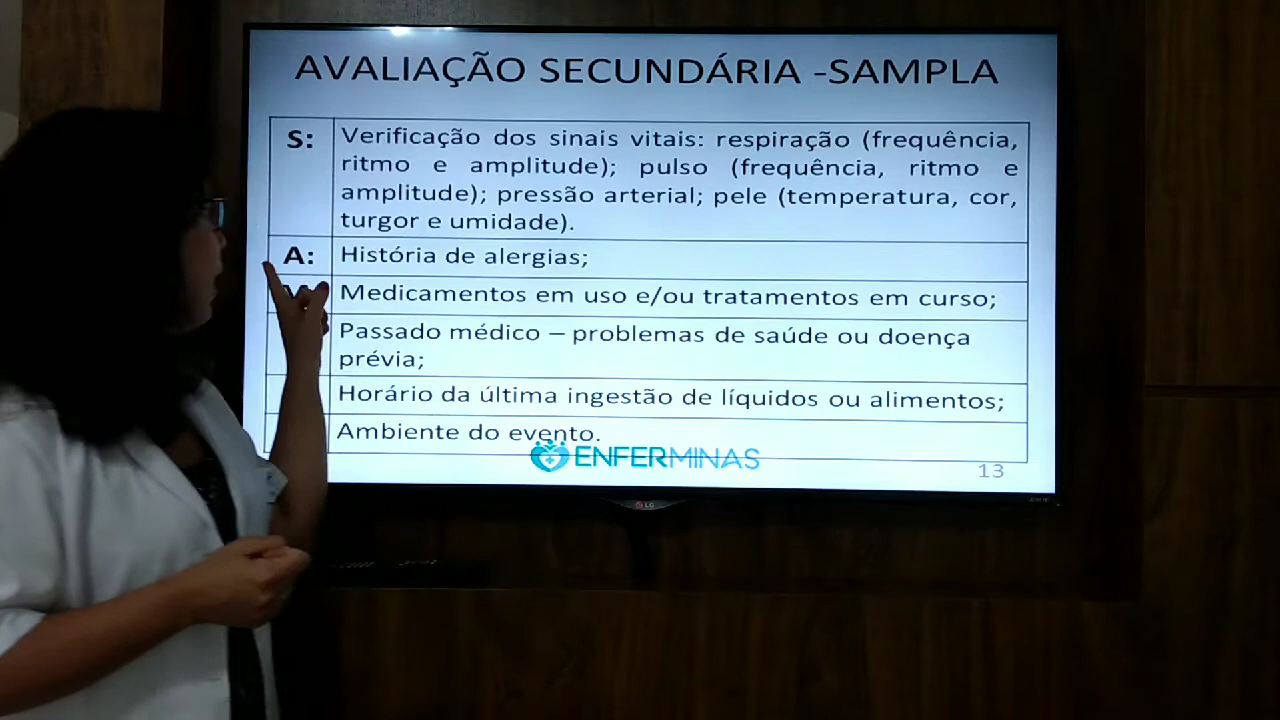 AVALIAÇÃO SECUNDÁRIA -SAMPLA
S: Verificação dos sinais vitais: respiração (frequência,
ritmo e amplitude); pulso (frequência, ritmo e
amplitude); pressão arterial; pele (temperatura, cor,
turgor e umidade).
A: História de alergias;
Medicamentos em uso e/ou tratamentos em curso;
Passado médico – problemas de saúde ou doença
prévia;
Horário da última ingestão de líquidos ou alimentos;
Ambiente do evento.
ENFERMINAS
13
LG